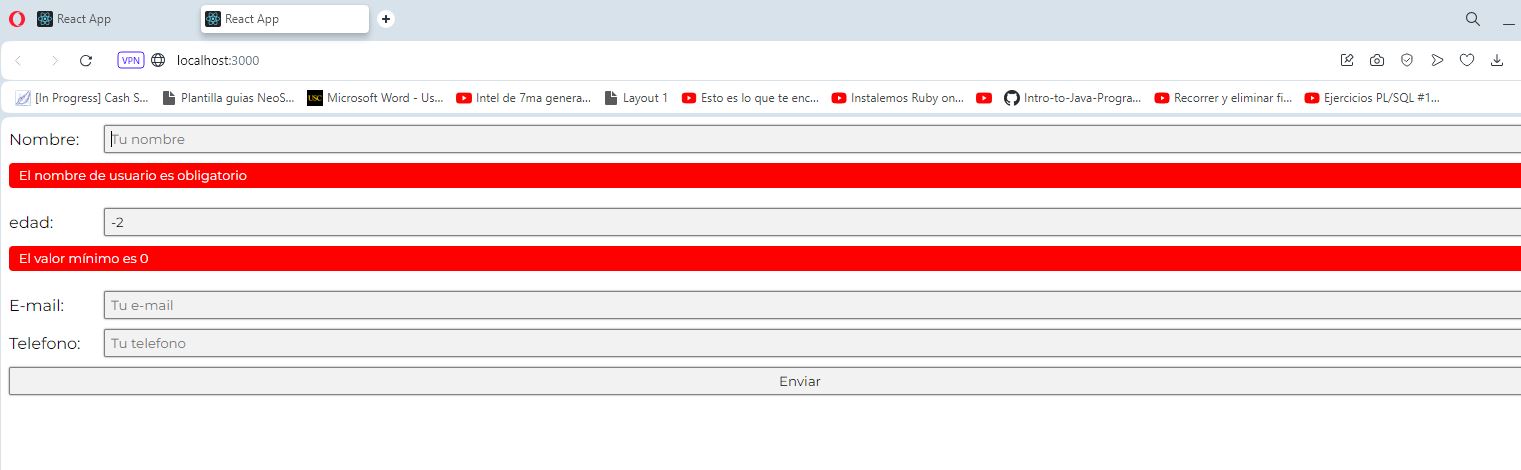 React App
React App
VPN localhost:3000
[In Progress] Cash S... Plantilla guias NeoS... USC Microsoft Word - Us... Intel de 7ma genera... Layout 1 Esto es lo que te enc... Instalemos Ruby on... Intro-to-Java-Progra... Recorrer y eliminar fi... Ejercicios PL/SQL #1...
Nombre: Tu nombre
El nombre de usuario es obligatorio
edad: -2
El valor mínimo es 0
E-mail: Tu e-mail
Telefono: Tu telefono
Enviar